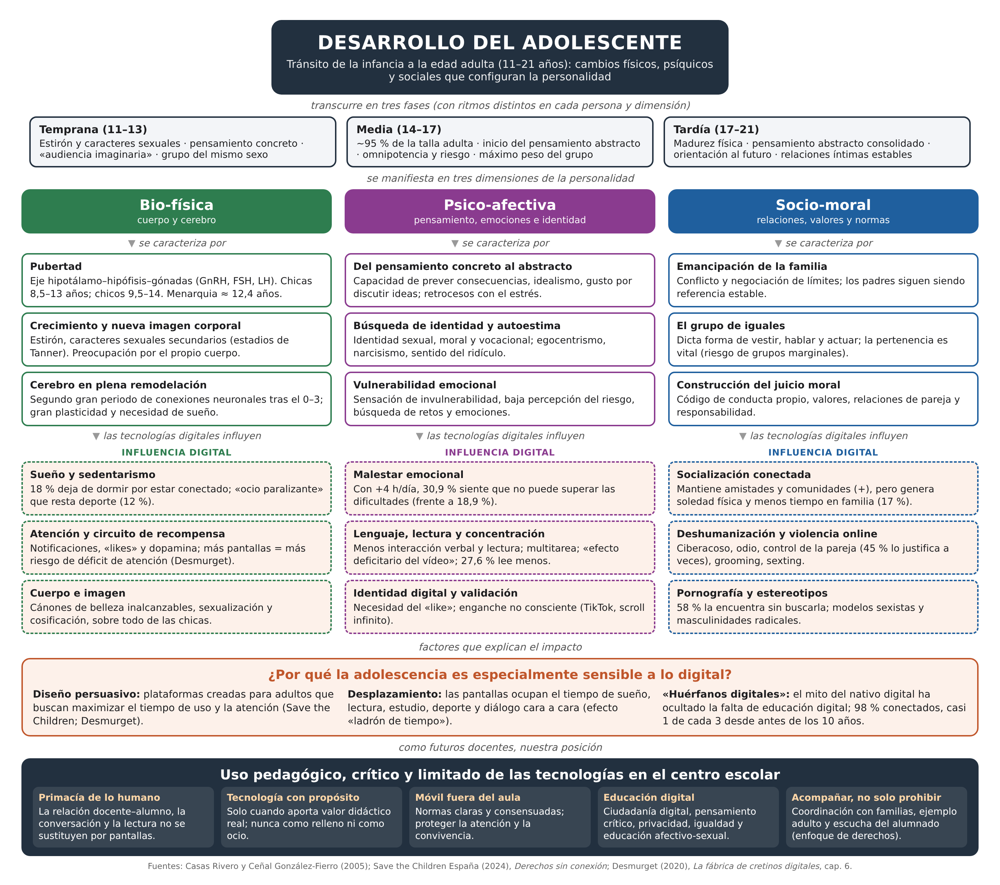 DESARROLLO DEL ADOLESCENTE
Tránsito de la infancia a la edad adulta (11–21 años): cambios físicos, psíquicos
y sociales que configuran la personalidad
transcurre en tres fases (con ritmos distintos en cada persona y dimensión)
Temprana (11–13)
Estirón y caracteres sexuales · pensamiento concreto ·
«audiencia imaginaria» · grupo del mismo sexo
Media (14–17)
~95 % de la talla adulta · inicio del pensamiento abstracto
· omnipotencia y riesgo · máximo peso del grupo
Tardía (17–21)
Madurez física · pensamiento abstracto consolidado ·
orientación al futuro · relaciones íntimas estables
se manifiesta en tres dimensiones de la personalidad
Bio-física
cuerpo y cerebro
▼ se caracteriza por
Pubertad
Eje hipotálamo–hipófisis–gónadas (GnRH, FSH, LH). Chicas
8,5–13 años; chicos 9,5–14. Menarquia ≈ 12,4 años.
Crecimiento y nueva imagen corporal
Estirón, caracteres sexuales secundarios (estadios de
Tanner). Preocupación por el propio cuerpo.
Cerebro en plena remodelación
Segundo gran periodo de conexiones neuronales tras el 0–3;
gran plasticidad y necesidad de sueño.
▼ las tecnologías digitales influyen
INFLUENCIA DIGITAL
Sueño y sedentarismo
18 % deja de dormir por estar conectado; «ocio paralizante»
que resta deporte (12 %).
Atención y circuito de recompensa
Notificaciones, «likes» y dopamina; más pantallas = más
riesgo de déficit de atención (Desmurget).
Cuerpo e imagen
Cánones de belleza inalcanzables, sexualización y
cosificación, sobre todo de las chicas.
Psico-afectiva
pensamiento, emociones e identidad
▼ se caracteriza por
Del pensamiento concreto al abstracto
Capacidad de prever consecuencias, idealismo, gusto por
discutir ideas; retrocesos con el estrés.
Búsqueda de identidad y autoestima
Identidad sexual, moral y vocacional; egocentrismo,
narcisismo, sentido del ridículo.
Vulnerabilidad emocional
Sensación de invulnerabilidad, baja percepción del riesgo,
búsqueda de retos y emociones.
▼ las tecnologías digitales influyen
INFLUENCIA DIGITAL
Malestar emocional
Con +4 h/día, 30,9 % siente que no puede superar las
dificultades (frente a 18,9 %).
Lenguaje, lectura y concentración
Menos interacción verbal y lectura; multitarea; «efecto
deficitario del vídeo»; 27,6 % lee menos.
Identidad digital y validación
Necesidad del «like»; enganche no consciente (TikTok, scroll
infinito).
Socio-moral
relaciones, valores y normas
▼ se caracteriza por
Emancipación de la familia
Conflicto y negociación de límites; los padres siguen siendo
referencia estable.
El grupo de iguales
Dicta forma de vestir, hablar y actuar; la pertenencia es
vital (riesgo de grupos marginales).
Construcción del juicio moral
Código de conducta propio, valores, relaciones de pareja y
responsabilidad.
▼ las tecnologías digitales influyen
INFLUENCIA DIGITAL
Socialización conectada
Mantiene amistades y comunidades (+), pero genera
soledad física y menos tiempo en familia (17 %).
Deshumanización y violencia online
Ciberacoso, odio, control de la pareja (45 % lo justifica a
veces), grooming, sexting.
Pornografía y estereotipos
58 % la encuentra sin buscarla; modelos sexistas y
masculinidades radicales.
factores que explican el impacto
¿Por qué la adolescencia es especialmente sensible a lo digital?
Diseño persuasivo: plataformas creadas para adultos que
buscan maximizar el tiempo de uso y la atención (Save the
Children; Desmurget).
Desplazamiento: las pantallas ocupan el tiempo de sueño,
lectura, estudio, deporte y diálogo cara a cara (efecto
«ladrón de tiempo»).
«Huérfanos digitales»: el mito del nativo digital ha
ocultado la falta de educación digital; 98 % conectados, casi
1 de cada 3 desde antes de los 10 años.
como futuros docentes, nuestra posición
Uso pedagógico, crítico y limitado de las tecnologías en el centro escolar
Primacía de lo humano
La relación docente–alumno, la
conversación y la lectura no se
sustituyen por pantallas.
Tecnología con propósito
Solo cuando aporta valor didáctico
real; nunca como relleno ni como
ocio.
Móvil fuera del aula
Normas claras y consensuadas;
proteger la atención y la
convivencia.
Educación digital
Ciudadanía digital, pensamiento
crítico, privacidad, igualdad y
educación afectivo-sexual.
Acompañar, no solo prohibir
Coordinación con familias, ejemplo
adulto y escucha del alumnado
(enfoque de derechos).
Fuentes: Casas Rivero y Ceñal González-Fierro (2005); Save the Children España (2024), Derechos sin conexión; Desmurget (2020), La fábrica de cretinos digitales, cap. 6.